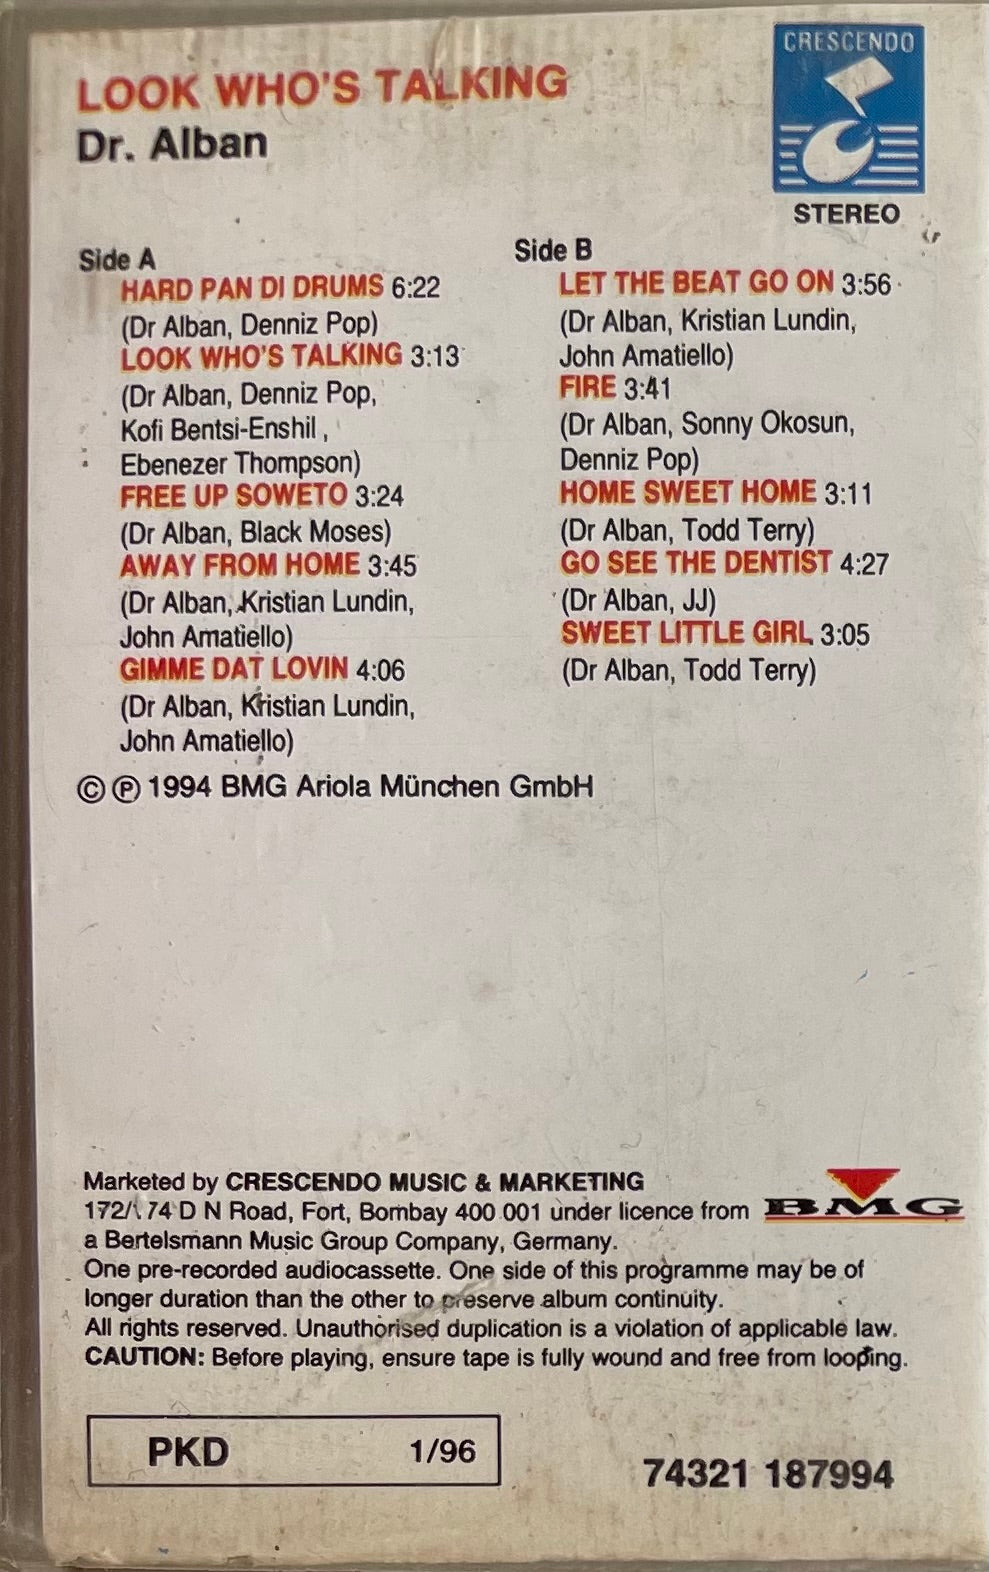 CRESCENDO
LOOK WHO'S TALKING
Dr. Alban
STEREO
Side A
HARD PAN DI DRUMS 6:22
(Dr Alban, Denniz Pop)
LOOK WHO'S TALKING 3:13
(Dr Alban, Denniz Pop,
Kofi Bentsi-Enshil,
Ebenezer Thompson)
FREE UP SOWETO 3:24
(Dr Alban, Black Moses)
AWAY FROM HOME 3:45
(Dr Alban, Kristian Lundin,
John Amatiello)
GIMME DAT LOVIN 4:06
(Dr Alban, Kristian Lundin,
John Amatiello)
Side B
LET THE BEAT GO ON 3:56
(Dr Alban, Kristian Lundin,
John Amatiello)
FIRE 3:41
(Dr Alban, Sonny Okosun,
Denniz Pop)
HOME SWEET HOME 3:11
(Dr Alban, Todd Terry)
GO SEE THE DENTIST 4:27
(Dr Alban, JJ)
SWEET LITTLE GIRL 3:05
(Dr Alban, Todd Terry)
© ℗ 1994 BMG Ariola München GmbH
Marketed by CRESCENDO MUSIC & MARKETING
172/174 D N Road, Fort, Bombay 400 001 under licence from BMG
a Bertelsmann Music Group Company, Germany.
One pre-recorded audiocassette. One side of this programme may be of
longer duration than the other to preserve album continuity.
All rights reserved. Unauthorised duplication is a violation of applicable law.
CAUTION: Before playing, ensure tape is fully wound and free from looping.
PKD 1/96
74321 187994